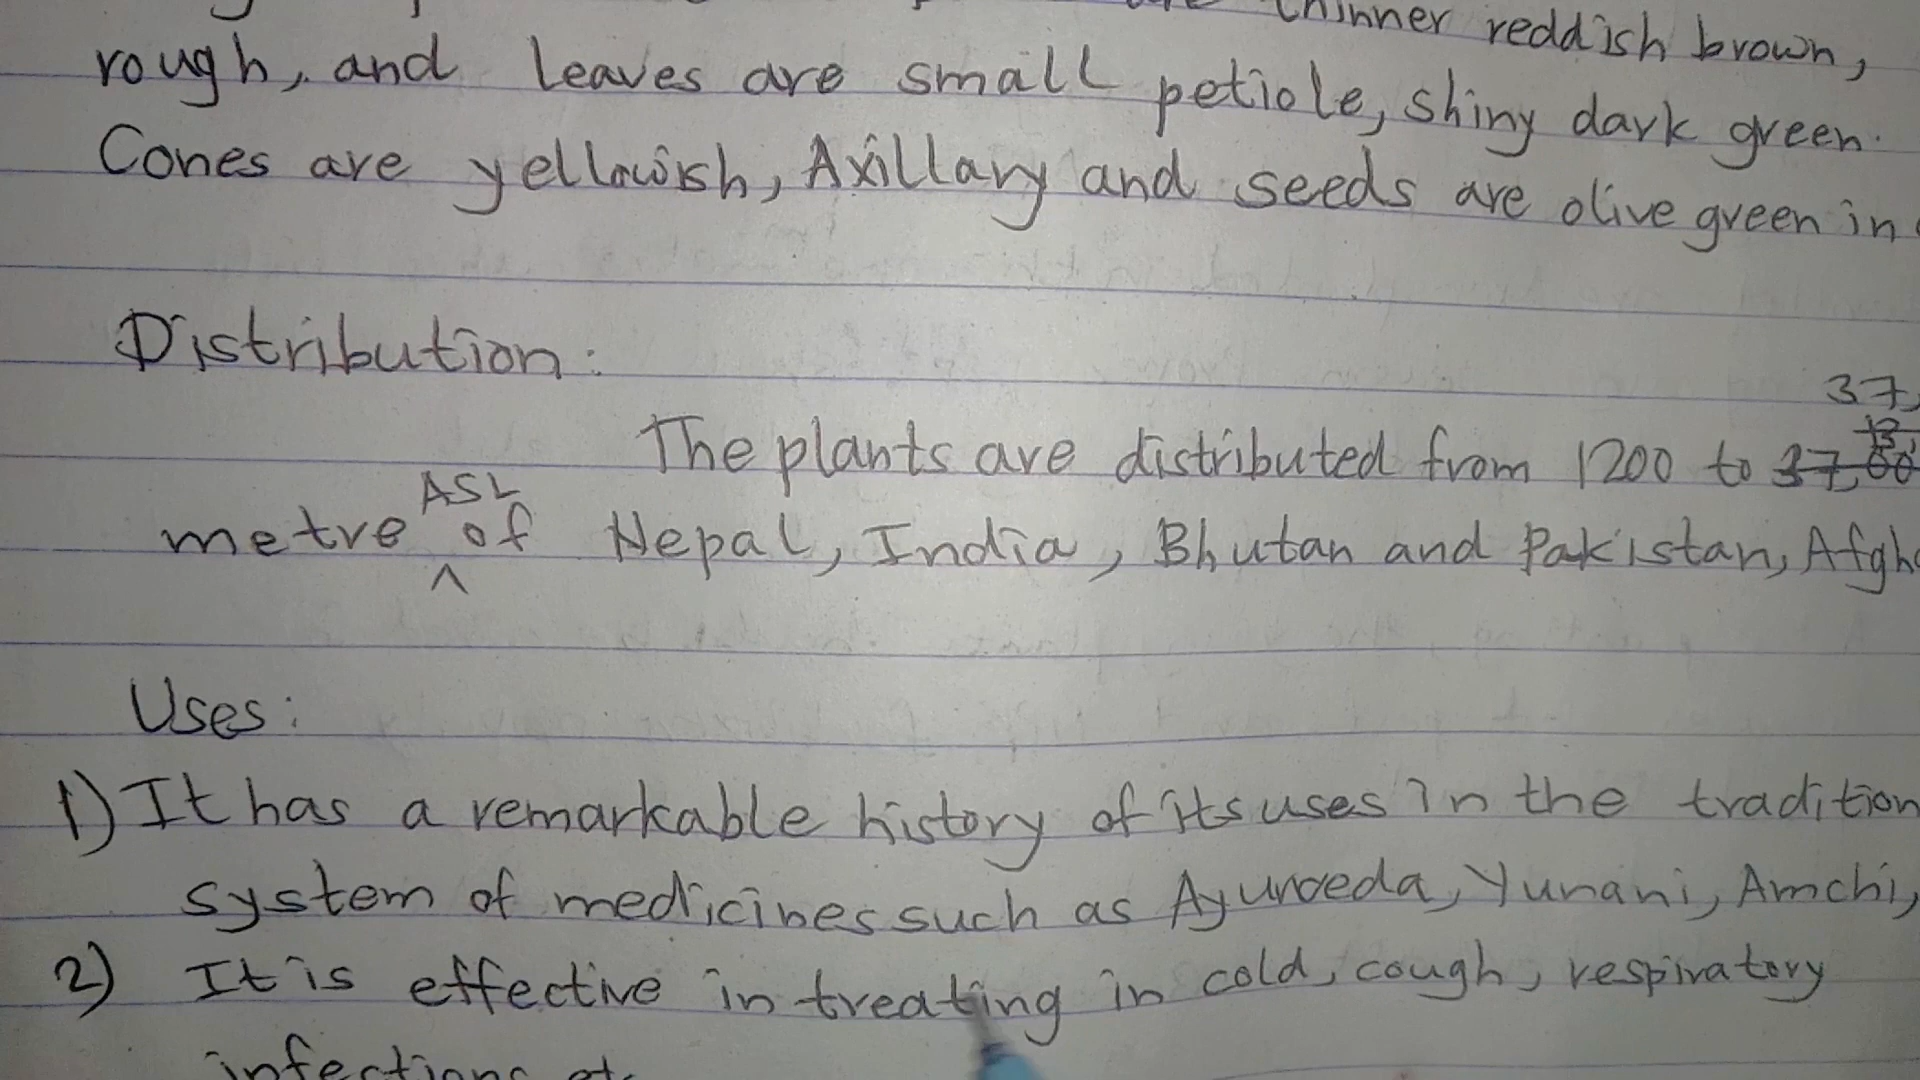 thinner reddish brown,
rough, and leaves are small petiole, shiny dark green.
Cones are yellowish, Axillary and seeds are olive green in
Distribution:
37,
The plants are distributed from 1200 to
metre ASL of Nepal, India, Bhutan and Pakistan,
Uses:
1) It has a remarkable history of its uses in the tradition
system of medicines such as Ayurveda, Yunani, Amchi,
2) It is effective in treating in cold, cough, respiratory
infections